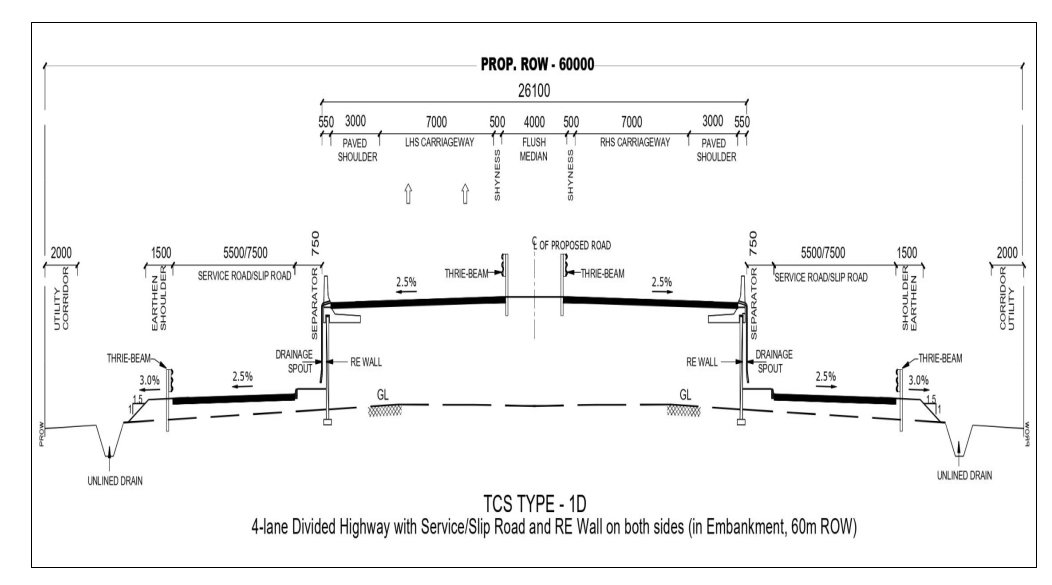 PROP. ROW - 60000
26100
550 3000 7000 500 4000 500 7000 3000 550
PAVED SHOULDER
LHS CARRIAGEWAY
SHYNESS
FLUSH MEDIAN
SHYNESS
RHS CARRIAGEWAY
PAVED SHOULDER
2000 1500 5500/7500 750
℄ OF PROPOSED ROAD
750 5500/7500 1500 2000
UTILITY CORRIDOR
EARTHEN SHOULDER
SERVICE ROAD/SLIP ROAD
SEPARATOR
THRIE-BEAM
THRIE-BEAM
SEPARATOR
SERVICE ROAD/SLIP ROAD
SHOULDER EARTHEN
CORRIDOR UTILITY
2.5%
2.5%
THRIE-BEAM
DRAINAGE SPOUT
RE WALL
RE WALL
DRAINAGE SPOUT
THRIE-BEAM
3.0%
2.5%
2.5%
3.0%
1.5
1
GL
GL
1.5
1
PROW
PROW
UNLINED DRAIN
UNLINED DRAIN
TCS TYPE - 1D
4-lane Divided Highway with Service/Slip Road and RE Wall on both sides (in Embankment, 60m ROW)